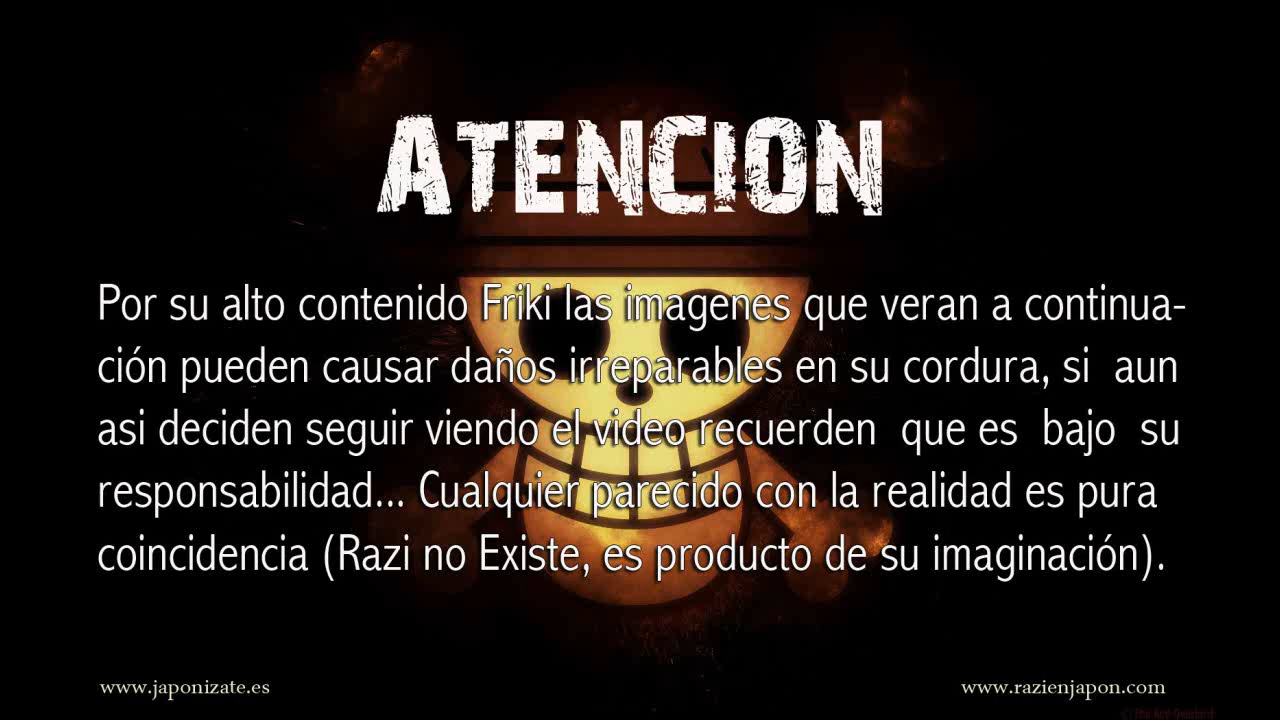 ATENCION
Por su alto contenido Friki las imagenes que veran a continua-
ción pueden causar daños irreparables en su cordura, si aun
asi deciden seguir viendo el video recuerden que es bajo su
responsabilidad... Cualquier parecido con la realidad es pura
coincidencia (Razi no Existe, es producto de su imaginación).
www.japonizate.es
www.razienjapon.com